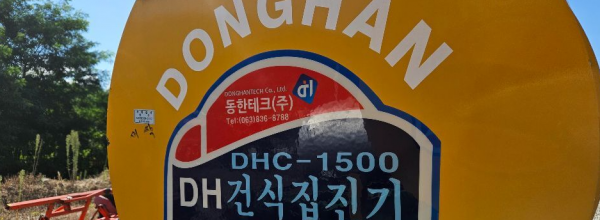 DONGHAN
DONGHANTECH Co., Ltd
동한테크(주)
Tel:(063)836-8788
DHC-1500
DH건식집진기